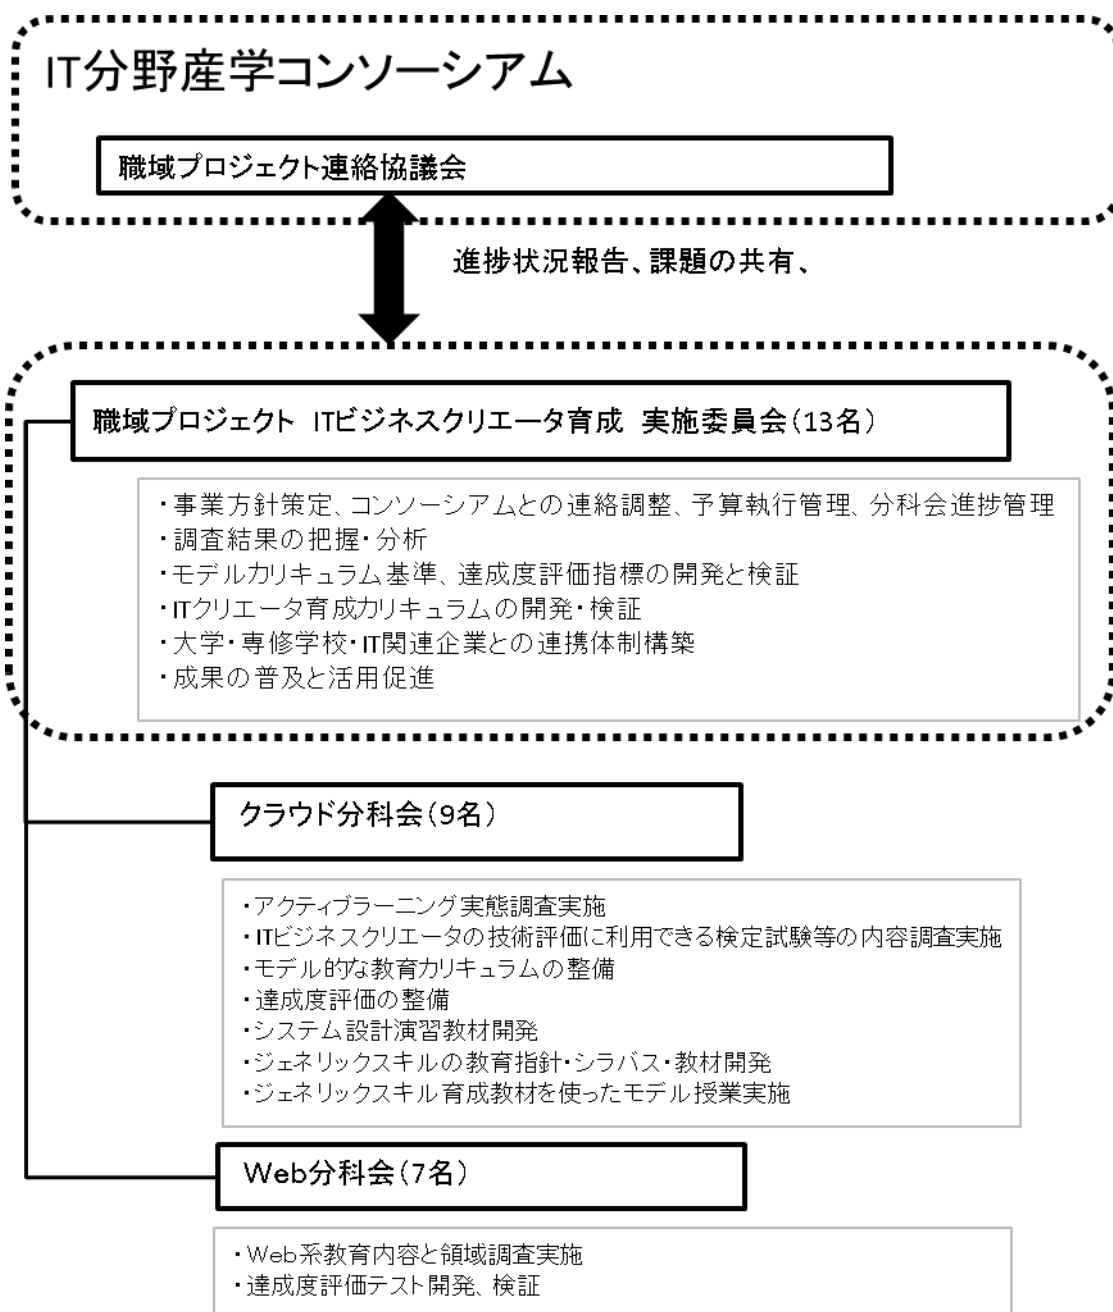 IT分野産学コンソーシアム
職域プロジェクト連絡協議会
進捗状況報告、課題の共有、
職域プロジェクト ITビジネスクリエータ育成 実施委員会(13名)
・事業方針策定、コンソーシアムとの連絡調整、予算執行管理、分科会進捗管理
・調査結果の把握・分析
・モデルカリキュラム基準、達成度評価指標の開発と検証
・ITクリエータ育成カリキュラムの開発・検証
・大学・専修学校・IT関連企業との連携体制構築
・成果の普及と活用促進
クラウド分科会(9名)
・アクティブラーニング実態調査実施
・ITビジネスクリエータの技術評価に利用できる検定試験等の内容調査実施
・モデル的な教育カリキュラムの整備
・達成度評価の整備
・システム設計演習教材開発
・ジェネリックスキルの教育指針・シラバス・教材開発
・ジェネリックスキル育成教材を使ったモデル授業実施
Web分科会(7名)
・Web系教育内容と領域調査実施
・達成度評価テスト開発、検証